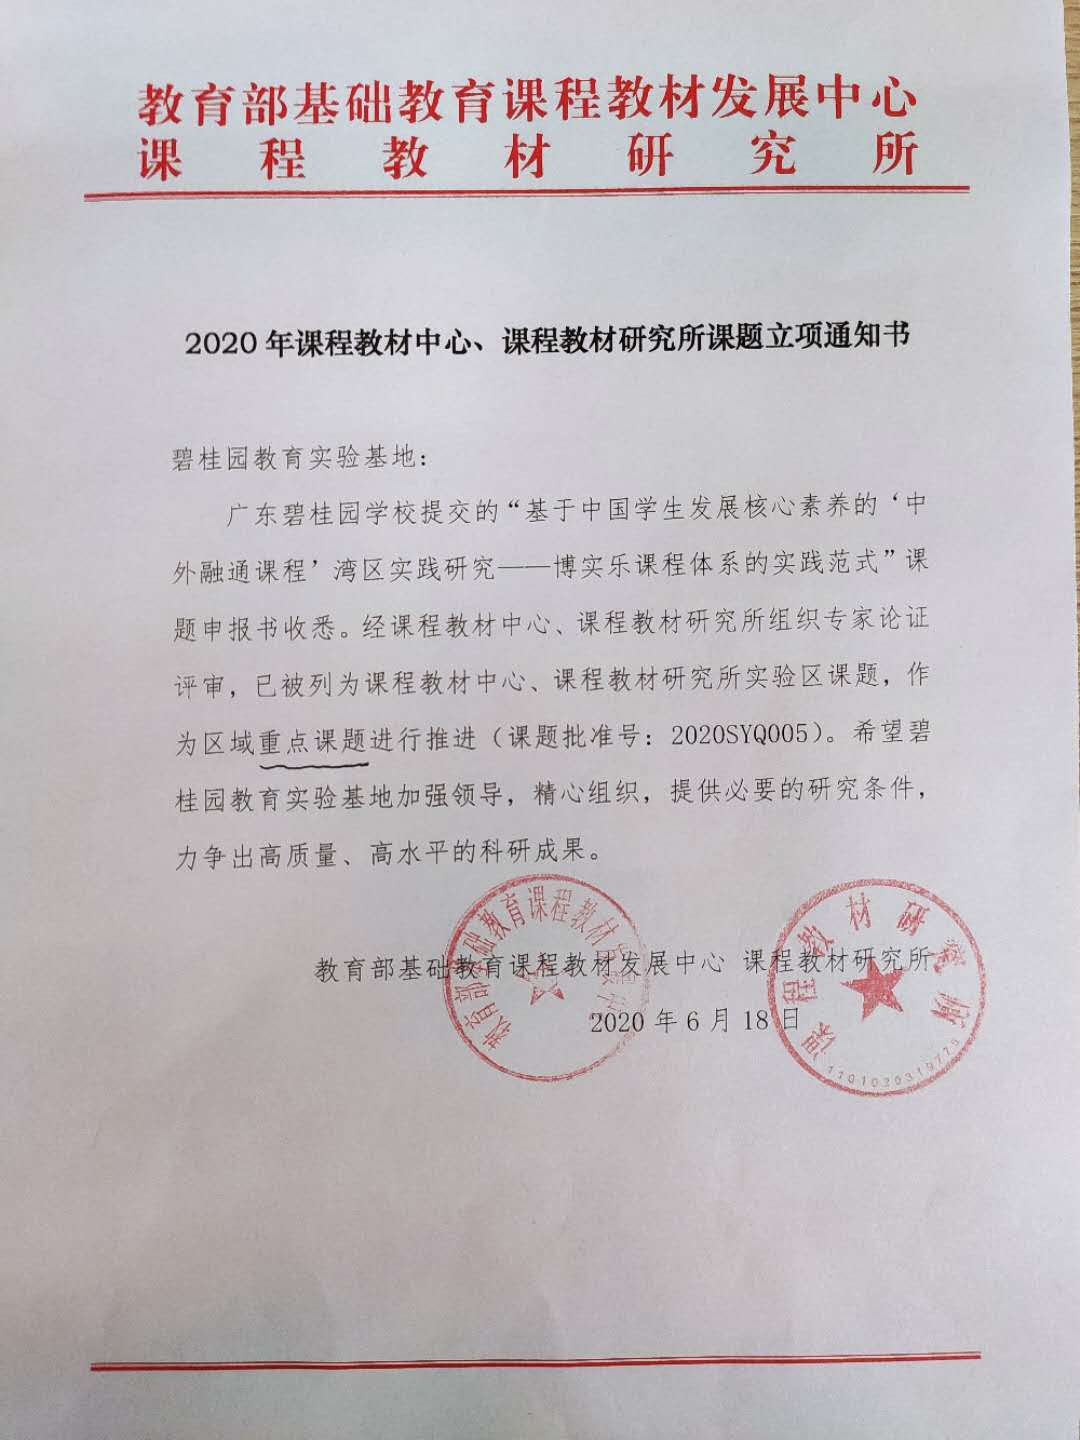 教育部基础教育课程教材发展中心
课程教材研究所
2020 年课程教材中心、课程教材研究所课题立项通知书
碧桂园教育实验基地：
广东碧桂园学校提交的“基于中国学生发展核心素养的‘中
外融通课程’湾区实践研究——博实乐课程体系的实践范式”课
题申报书收悉。经课程教材中心、课程教材研究所组织专家论证
评审，已被列为课程教材中心、课程教材研究所实验区课题，作
为区域重点课题进行推进（课题批准号：2020SYQ005）。希望碧
桂园教育实验基地加强领导，精心组织，提供必要的研究条件，
力争出高质量、高水平的科研成果。
教育部基础教育课程教材发展中心 课程教材研究所
2020 年 6 月 18 日
教育部基础教育课程教材发展中心
课程教材研究所
1101020319775